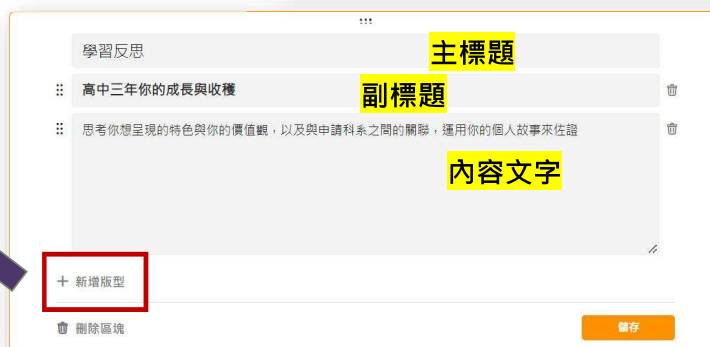 學習反思
主標題
高中三年你的成長與收穫
副標題
思考你想呈現的特色與你的價值觀，以及與申請科系之間的關聯，運用你的個人故事來佐證
內容文字
＋ 新增版型
刪除區塊
儲存